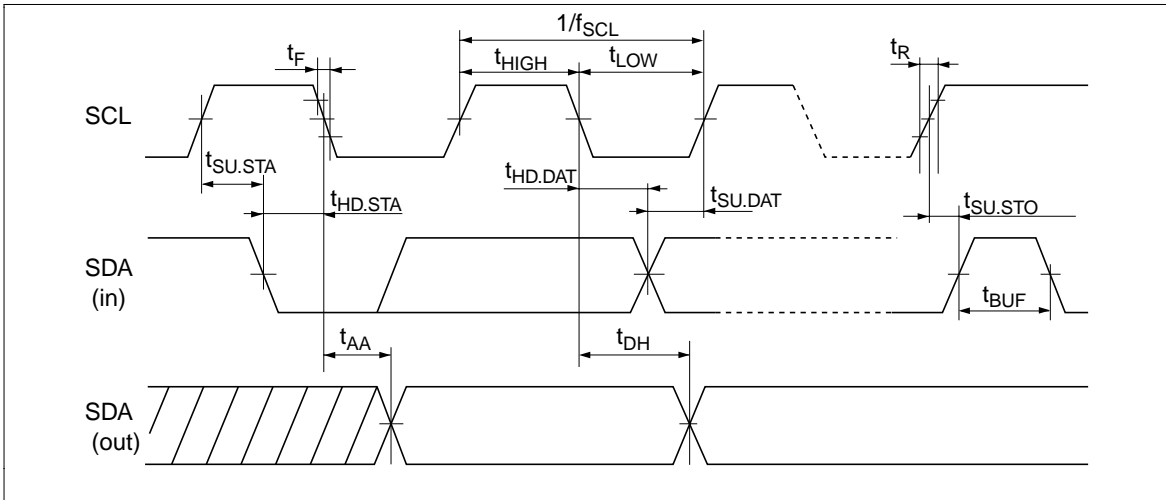 1/fSCL
tF
tHIGH
tLOW
tR
SCL
tSU.STA
tHD.DAT
tSU.DAT
tHD.STA
tSU.STO
SDA
(in)
tBUF
tAA
tDH
SDA
(out)